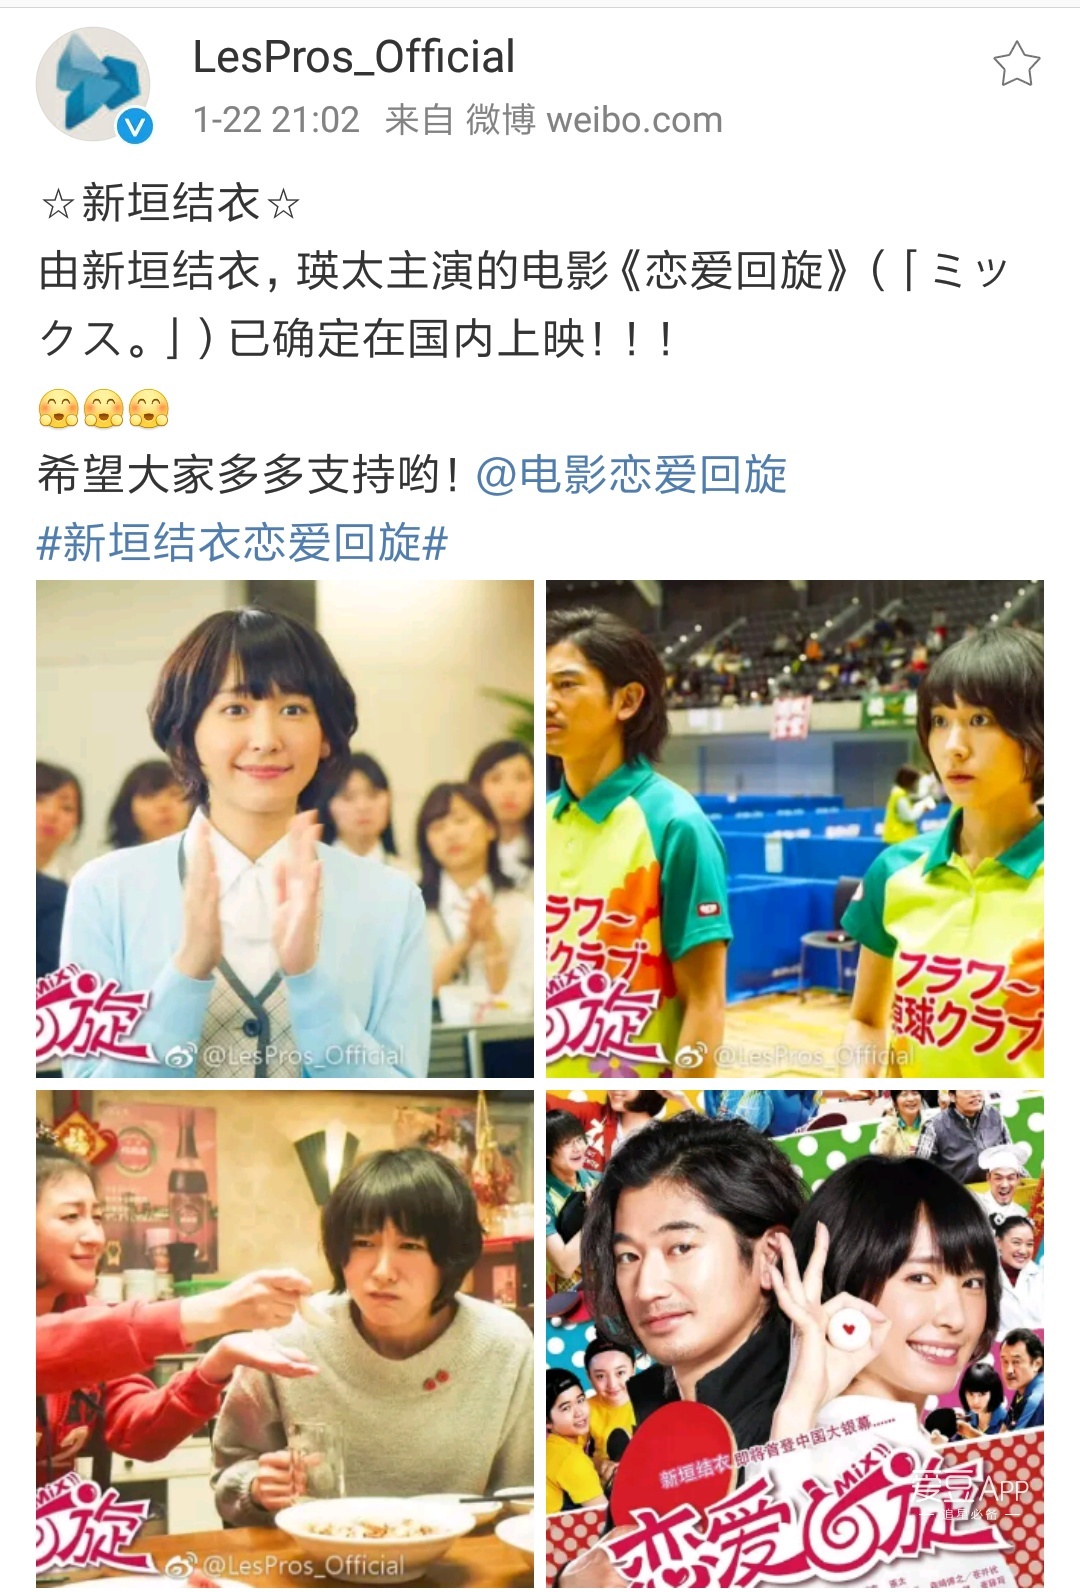 LesPros_Official
1-22 21:02 来自 微博 weibo.com
☆新垣结衣☆
由新垣结衣，瑛太主演的电影《恋爱回旋》(「ミッ
クス。」) 已确定在国内上映！！！
希望大家多多支持哟！@电影恋爱回旋
#新垣结衣恋爱回旋#
MIX!!
回旋
@LesPros_Official
ラワ～
クラブ
フラワ～
卓球クラブ
MIX!!
回旋
@LesPros_Official
MIX!!
回旋
@LesPros_Official
新垣结衣 即将首登中国大银幕……
MIX!!
恋爱回旋
爱豆APP
— 追星必备 —